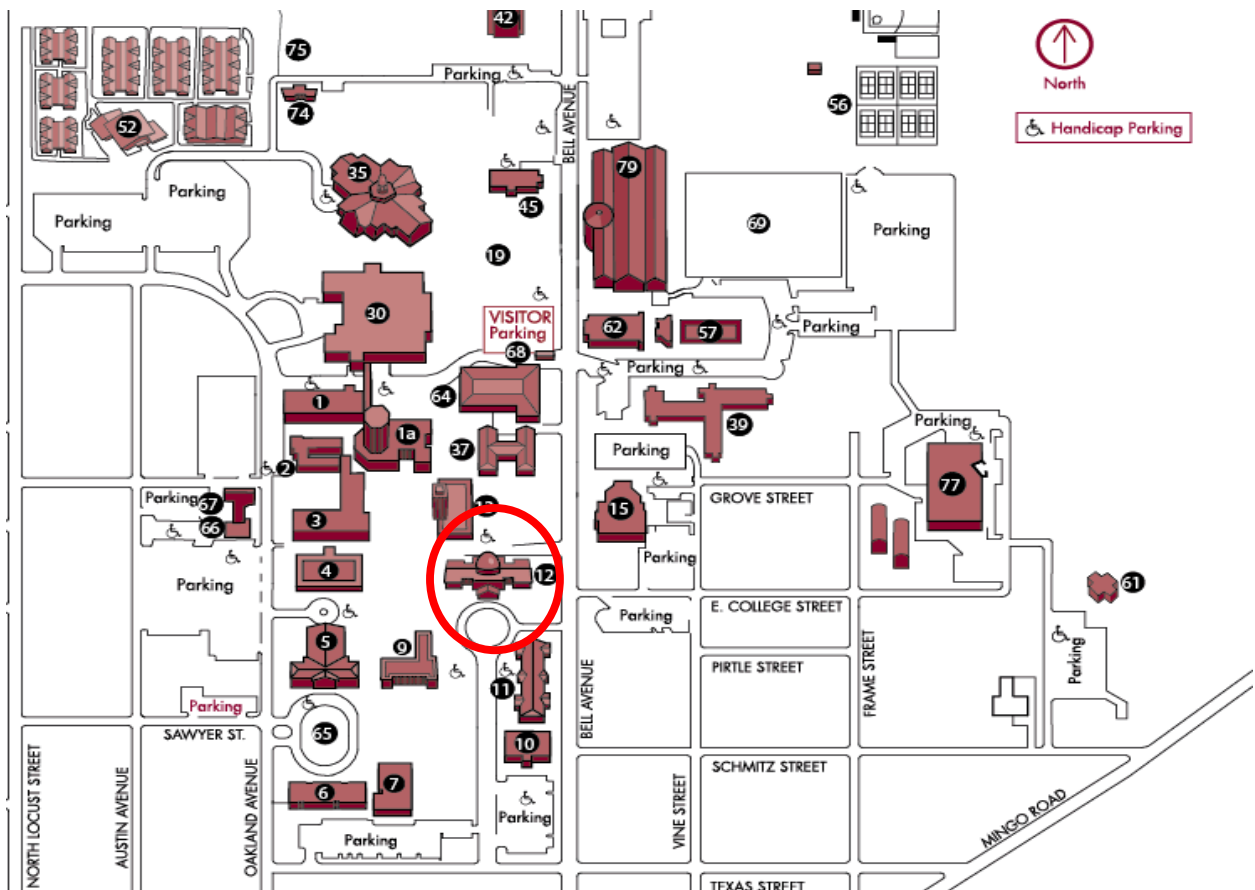 42
75
Parking
North
74
56
Handicap Parking
52
BELL AVENUE
35
79
Parking
45
Parking
69
Parking
19
30
VISITOR
Parking
62
57
Parking
68
Parking
64
1
1a
39
Parking
37
Parking
2
67
Parking
77
66
13
15
GROVE STREET
3
Parking
4
12
Parking
61
Parking
E. COLLEGE STREET
5
9
11
PIRTLE STREET
Parking
Parking
65
SAWYER ST.
BELL AVENUE
FRAME STREET
10
SCHMITZ STREET
7
6
Parking
Parking
NORTH LOCUST STREET
AUSTIN AVENUE
OAKLAND AVENUE
VINE STREET
MINGO ROAD
TEXAS STREET